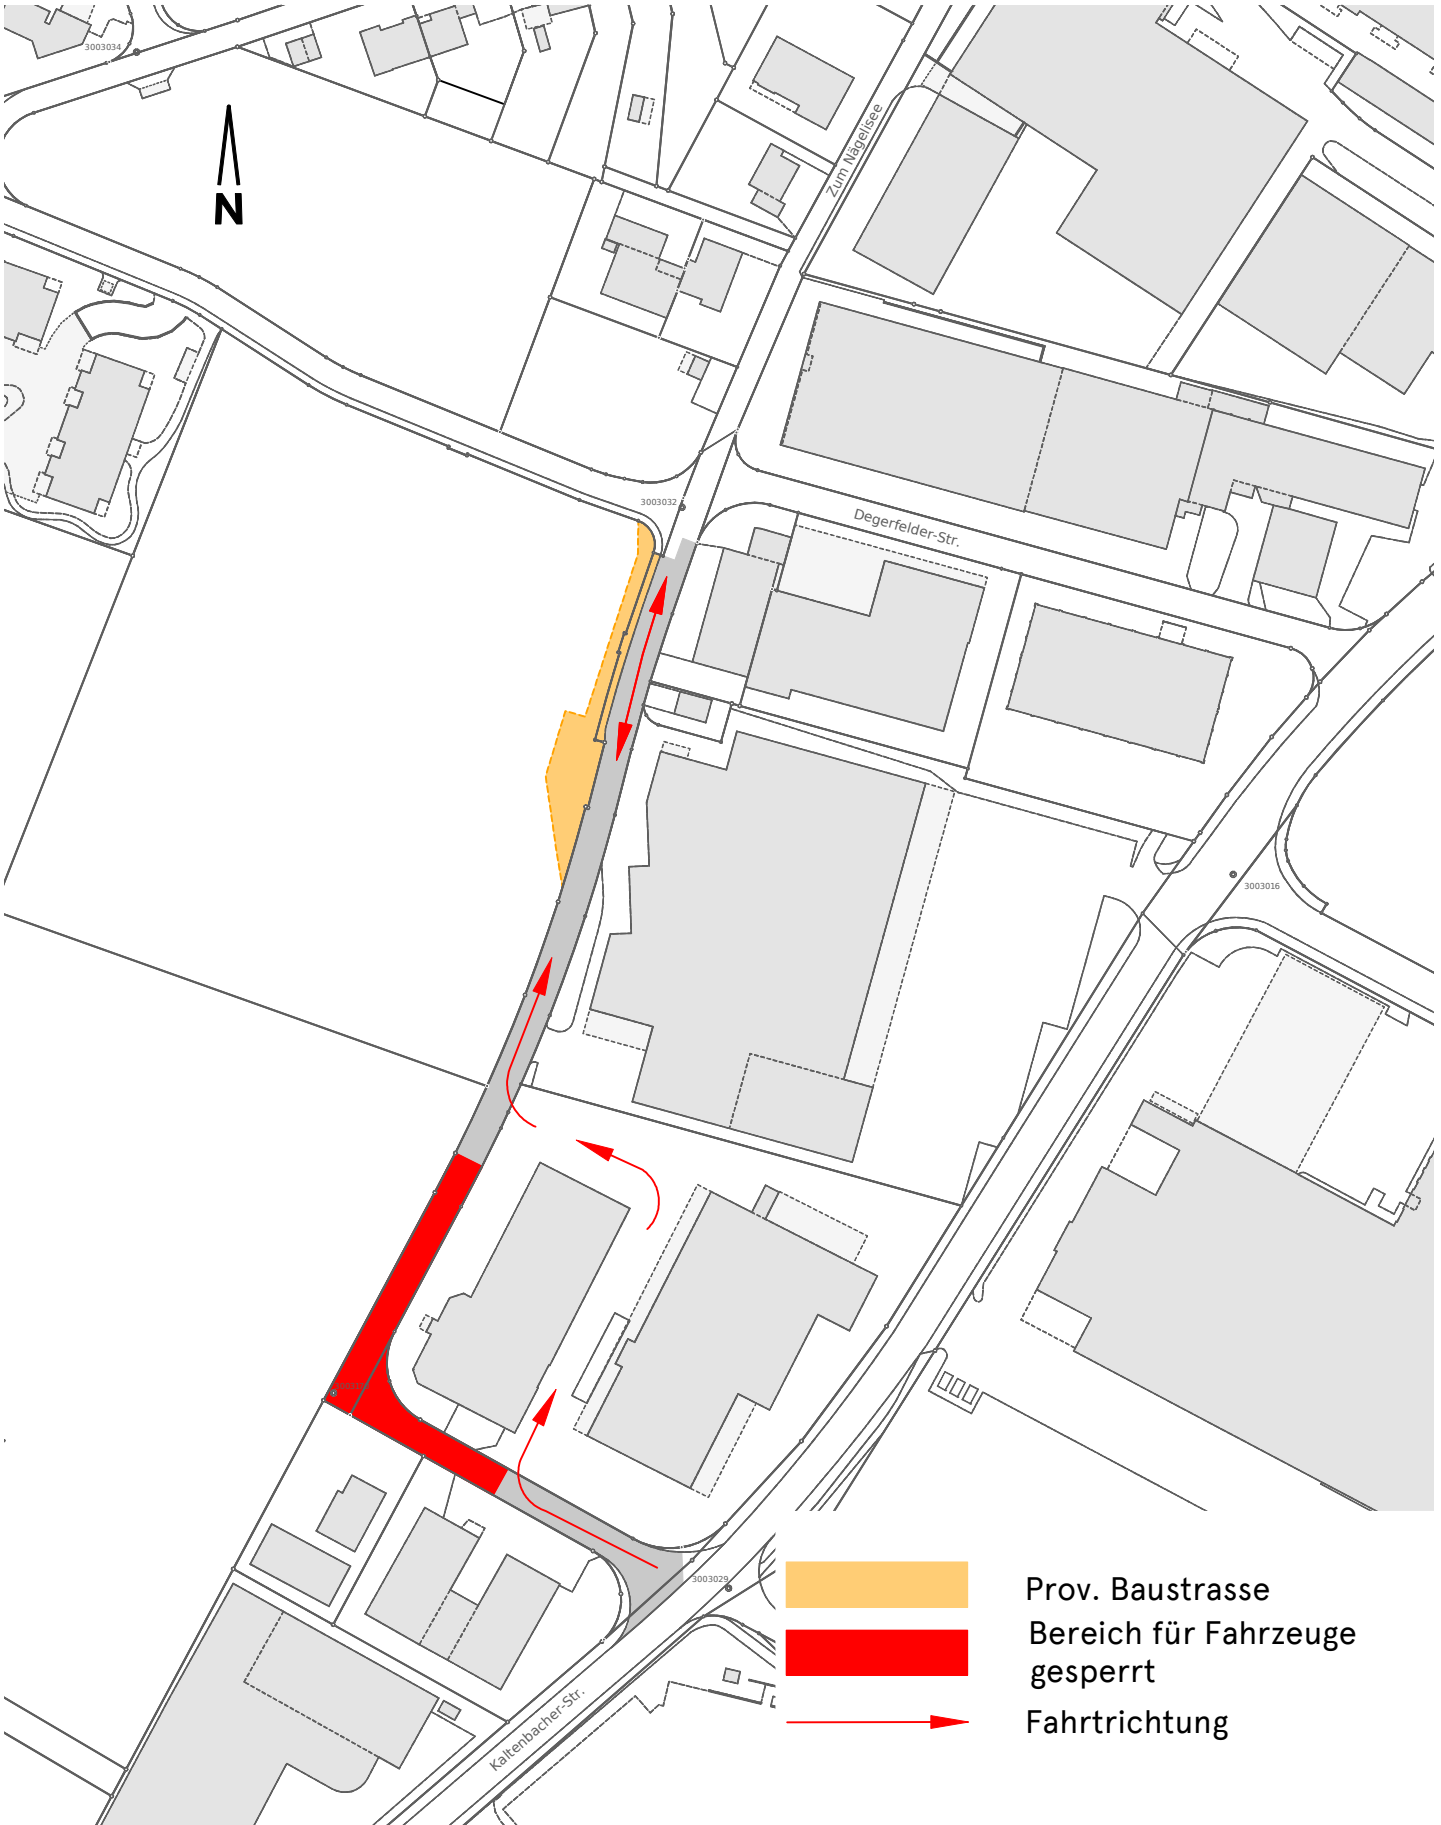 3003034
N
Zum Nägelisee
3003032
Degerfelder-Str.
3003016
3003029
Kaltenbacher-Str.
Prov. Baustrasse
Bereich für Fahrzeuge
gesperrt
Fahrtrichtung